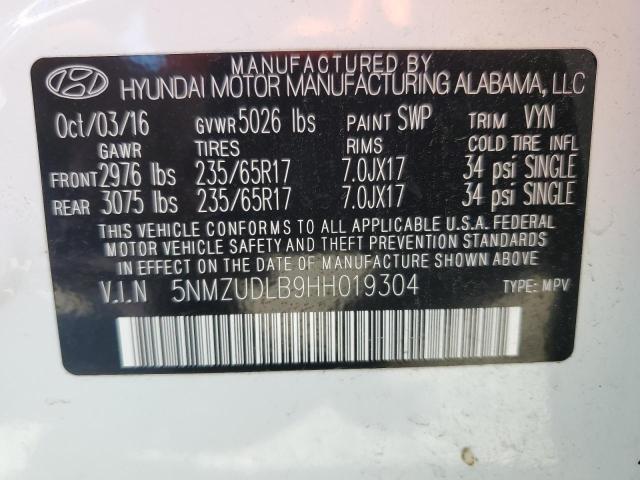 MANUFACTURED BY
HYUNDAI MOTOR MANUFACTURING ALABAMA, LLC
Oct/03/16 GVWR 5026 lbs PAINT SWP TRIM VYN
GAWR TIRES RIMS COLD TIRE INFL
FRONT 2976 lbs 235/65R17 7.0JX17 34 psi SINGLE
REAR 3075 lbs 235/65R17 7.0JX17 34 psi SINGLE
THIS VEHICLE CONFORMS TO ALL APPLICABLE U.S.A. FEDERAL
MOTOR VEHICLE SAFETY AND THEFT PREVENTION STANDARDS
IN EFFECT ON THE DATE OF MANUFACTURE SHOWN ABOVE.
V.I.N 5NMZUDLB9HH019304 TYPE: MPV